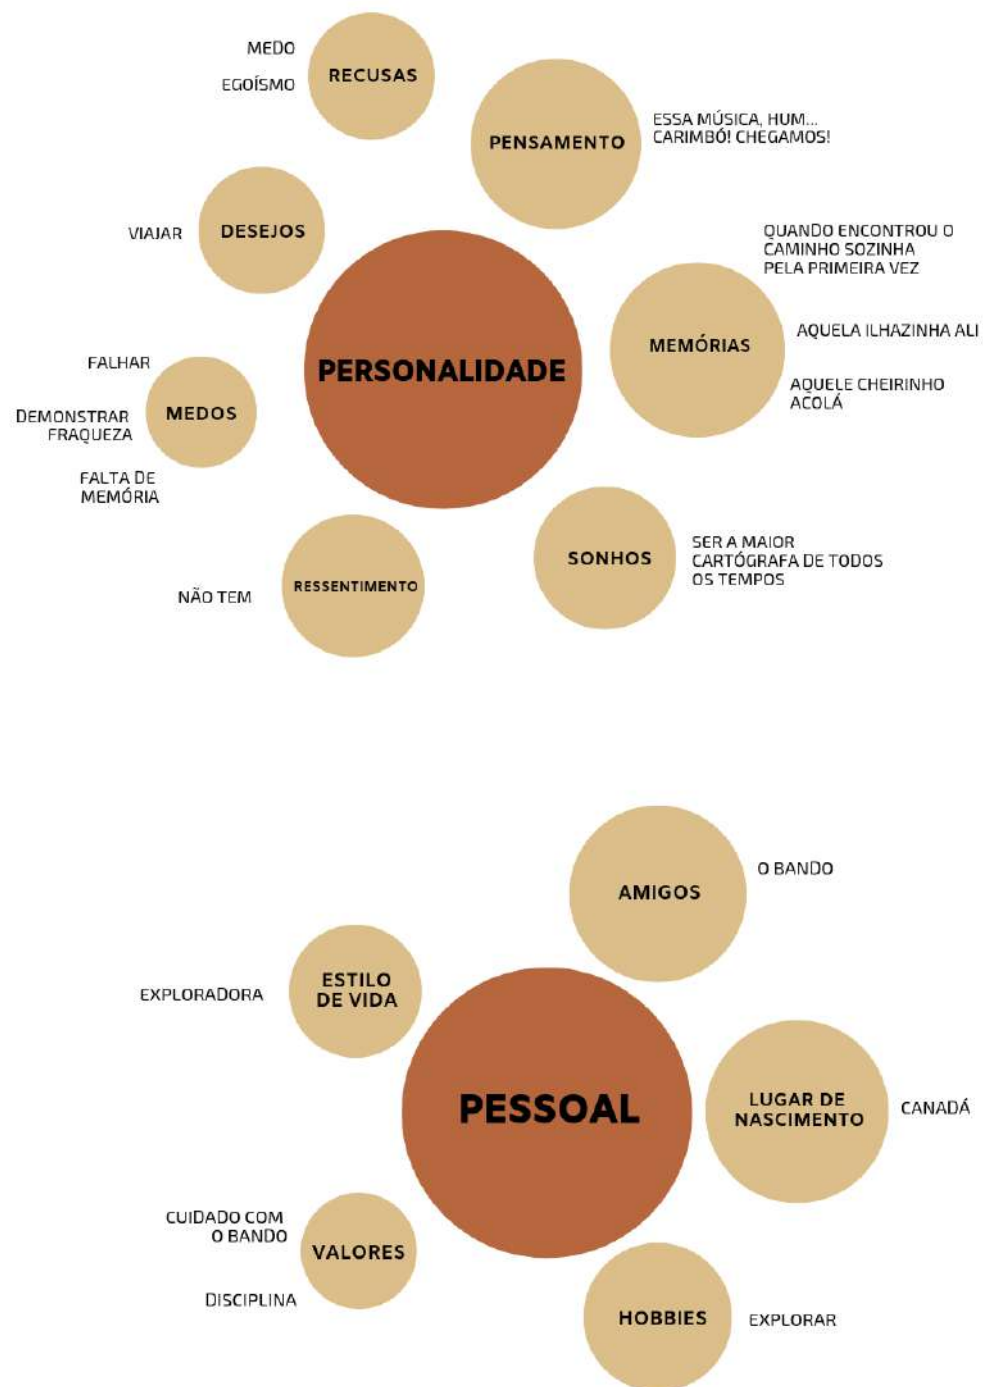 MEDO
EGOÍSMO
RECUSAS
PENSAMENTO
ESSA MÚSICA, HUM...
CARIMBÓ! CHEGAMOS!
VIAJAR
DESEJOS
QUANDO ENCONTROU O
CAMINHO SOZINHA
PELA PRIMEIRA VEZ
MEMÓRIAS
AQUELA ILHAZINHA ALI
AQUELE CHEIRINHO
ACOLÁ
PERSONALIDADE
FALHAR
DEMONSTRAR
FRAQUEZA
FALTA DE
MEMÓRIA
MEDOS
SONHOS
SER A MAIOR
CARTÓGRAFA DE TODOS
OS TEMPOS
NÃO TEM
RESSENTIMENTO
AMIGOS
O BANDO
EXPLORADORA
ESTILO
DE VIDA
PESSOAL
LUGAR DE
NASCIMENTO
CANADÁ
CUIDADO COM
O BANDO
DISCIPLINA
VALORES
HOBBIES
EXPLORAR